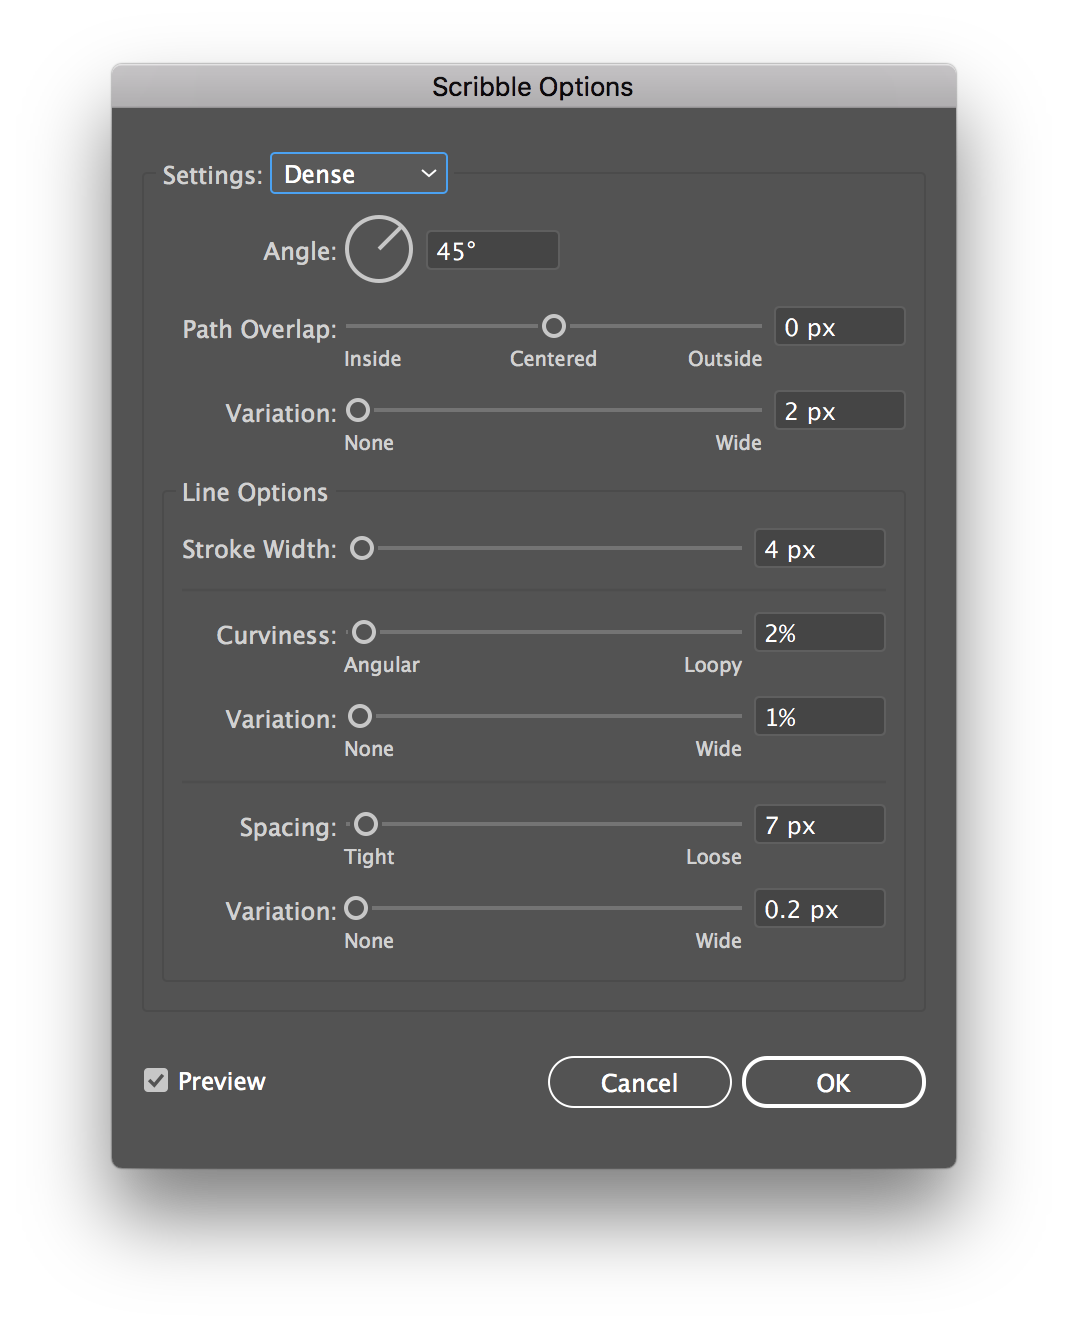 Scribble Options
Settings: Dense
Angle: 45°
Path Overlap: 0 px
Inside Centered Outside
Variation: 2 px
None Wide
Line Options
Stroke Width: 4 px
Curviness: 2%
Angular Loopy
Variation: 1%
None Wide
Spacing: 7 px
Tight Loose
Variation: 0.2 px
None Wide
Preview Cancel OK